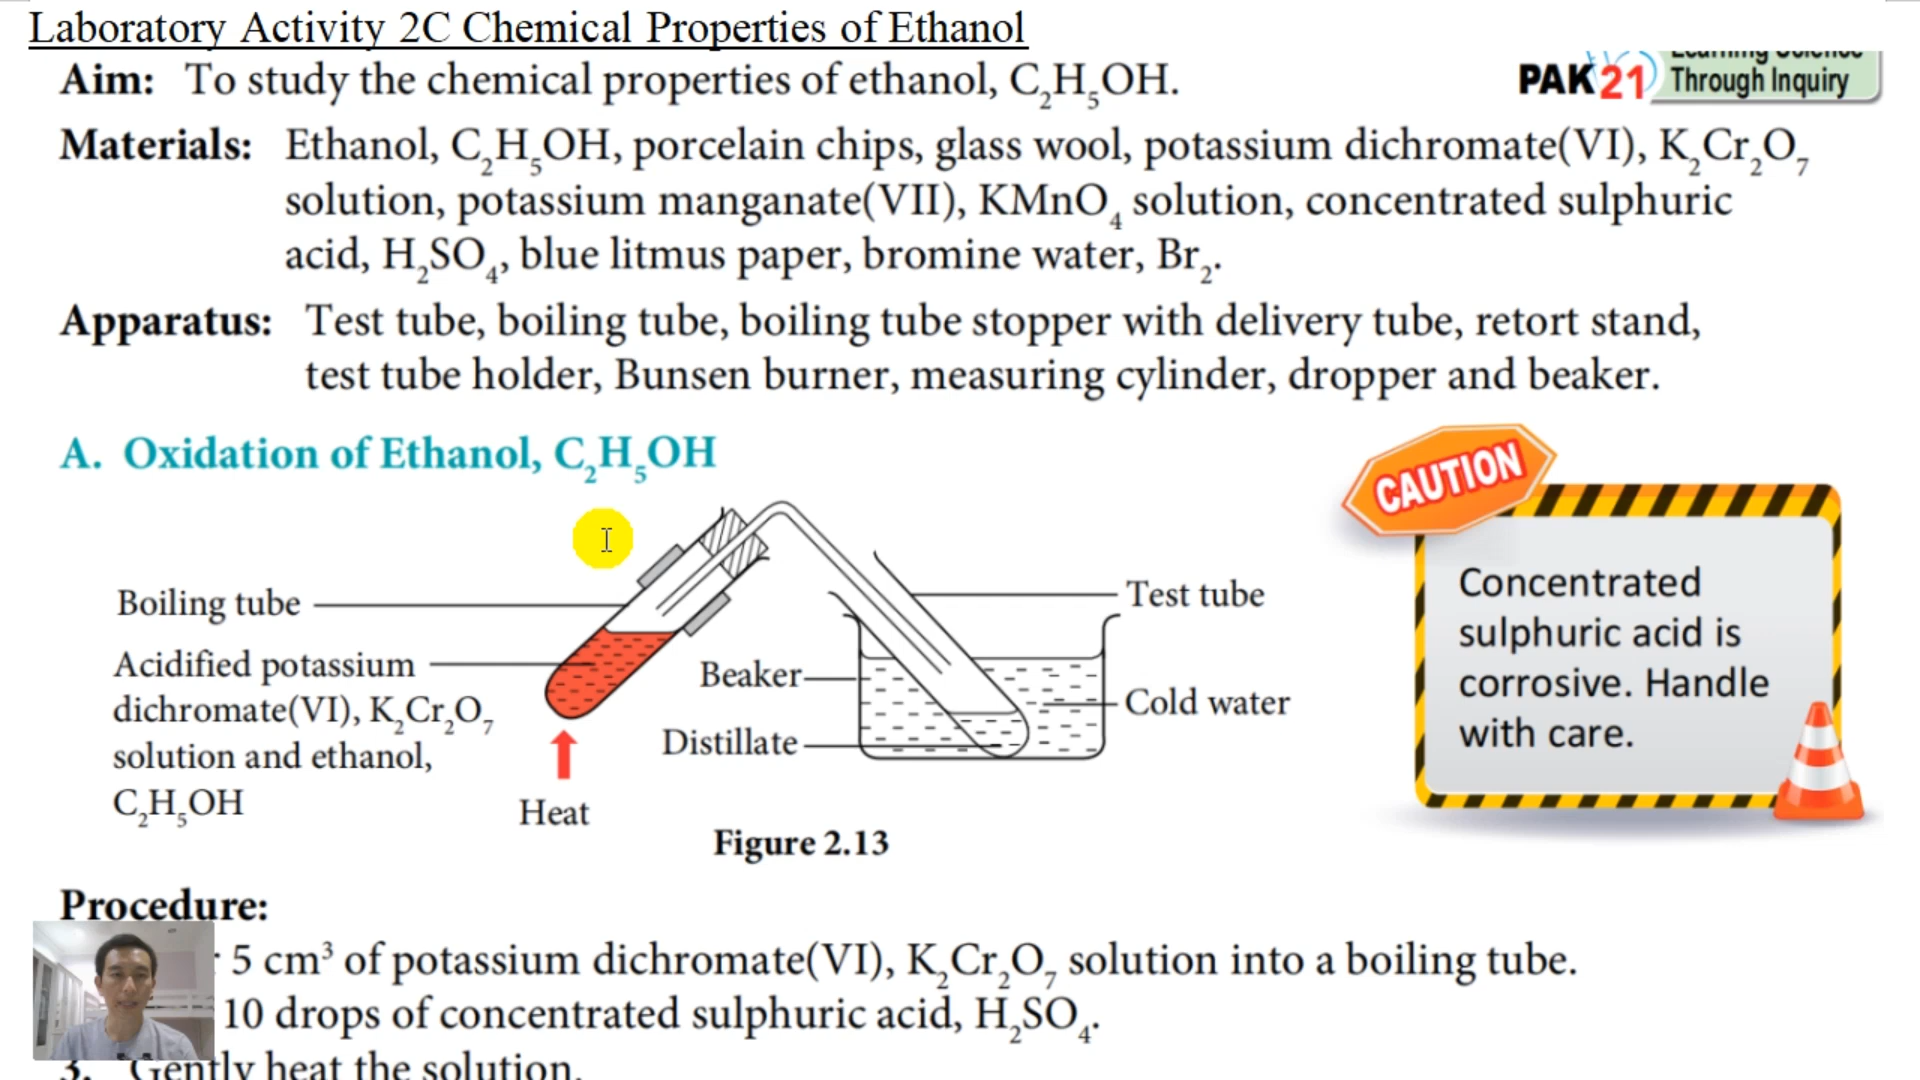 Laboratory Activity 2C Chemical Properties of Ethanol
Learning Science
PAK 21 Through Inquiry
Aim: To study the chemical properties of ethanol, C₂H₅OH.
Materials: Ethanol, C₂H₅OH, porcelain chips, glass wool, potassium dichromate(VI), K₂Cr₂O₇
solution, potassium manganate(VII), KMnO₄ solution, concentrated sulphuric
acid, H₂SO₄, blue litmus paper, bromine water, Br₂.
Apparatus: Test tube, boiling tube, boiling tube stopper with delivery tube, retort stand,
test tube holder, Bunsen burner, measuring cylinder, dropper and beaker.
A. Oxidation of Ethanol, C₂H₅OH
Boiling tube
Acidified potassium
dichromate(VI), K₂Cr₂O₇
solution and ethanol,
C₂H₅OH
Heat
Beaker
Distillate
Test tube
Cold water
Figure 2.13
CAUTION
Concentrated
sulphuric acid is
corrosive. Handle
with care.
Procedure:
5 cm³ of potassium dichromate(VI), K₂Cr₂O₇ solution into a boiling tube.
10 drops of concentrated sulphuric acid, H₂SO₄.
3. Gently heat the solution.